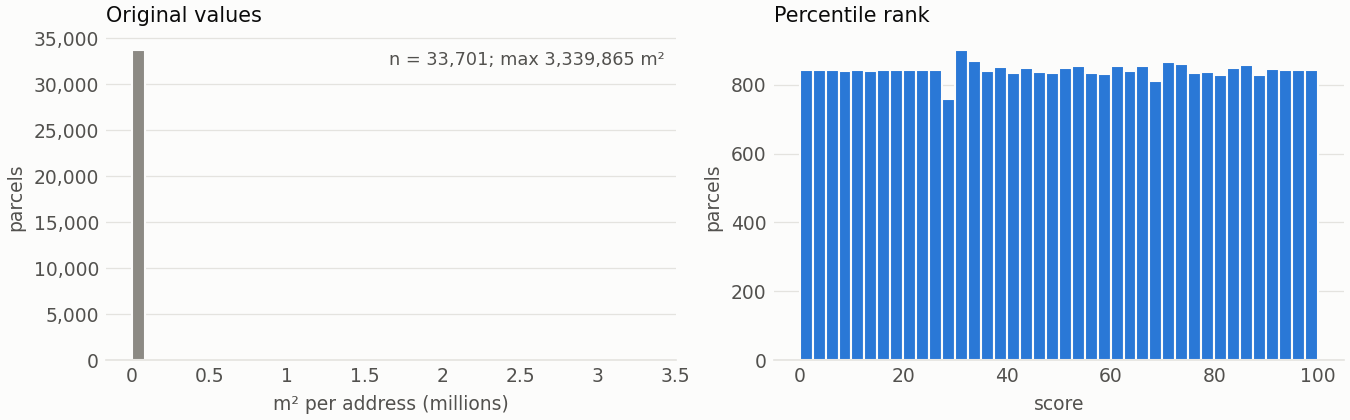 Original values
35,000
30,000
25,000
20,000
15,000
10,000
5,000
0
parcels
n = 33,701; max 3,339,865 m²
0 0.5 1 1.5 2 2.5 3 3.5
m² per address (millions)
Percentile rank
800
600
400
200
0
parcels
0 20 40 60 80 100
score